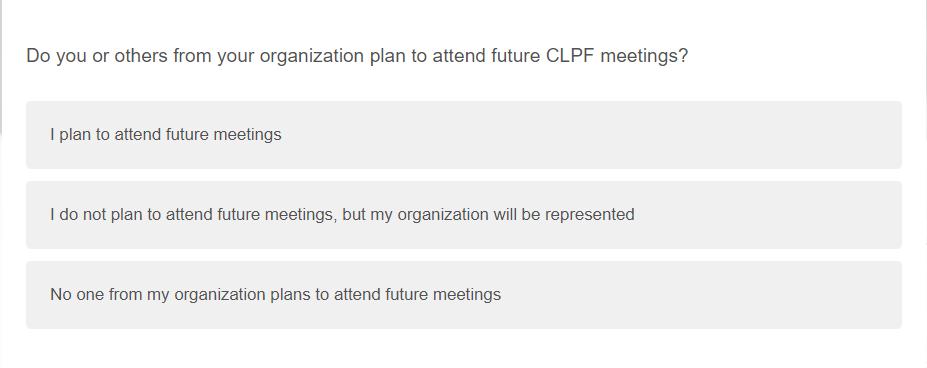 Do you or others from your organization plan to attend future CLPF meetings?
I plan to attend future meetings
I do not plan to attend future meetings, but my organization will be represented
No one from my organization plans to attend future meetings